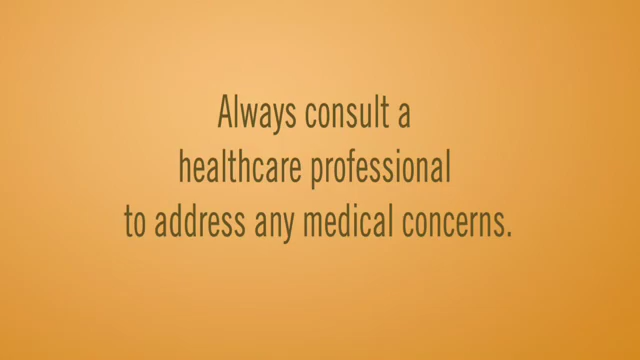 Always consult a
healthcare professional
to address any medical concerns.